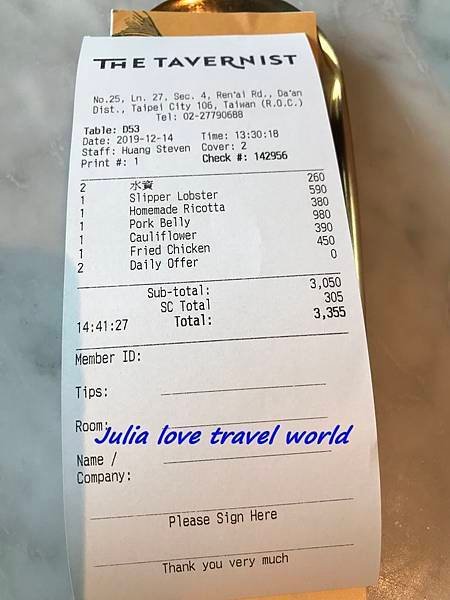 THE TAVERNIST
No.25, Ln. 27, Sec. 4, Ren'ai Rd., Da'an
Dist., Taipei City 106, Taiwan (R.O.C.)
Tel: 02-27790688
Table: D53
Date: 2019-12-14 Time: 13:30:18
Staff: Huang Steven Cover: 2
Print #: 1 Check #: 142956
2 水資 260
1 Slipper Lobster 590
1 Homemade Ricotta 380
1 Pork Belly 980
1 Cauliflower 390
1 Fried Chicken 450
2 Daily Offer 0
Sub-total: 3,050
SC Total 305
14:41:27 Total: 3,355
Member ID:
Tips:
Room:
Julia love travel world
Name /
Company:
Please Sign Here
Thank you very much